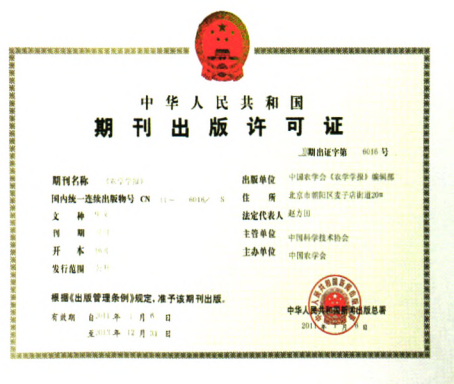 中华人民共和国
期刊出版许可证
期出证字第 6016 号
期刊名称 《农学学报》
国内统一连续出版物号 CN 11— 6016/ S
文 种
刊 期
开 本
发行范围
出版单位 中国农学会《农学学报》编辑部
住 所 北京市朝阳区麦子店街道20#
法定代表人 赵方田
主管单位 中国科学技术协会
主办单位 中国农学会
根据《出版管理条例》规定，准予该期刊出版。
有效期 自 年 月 日
至 年 12 月 31 日
中华人民共和国新闻出版总署
2011 年 月 日